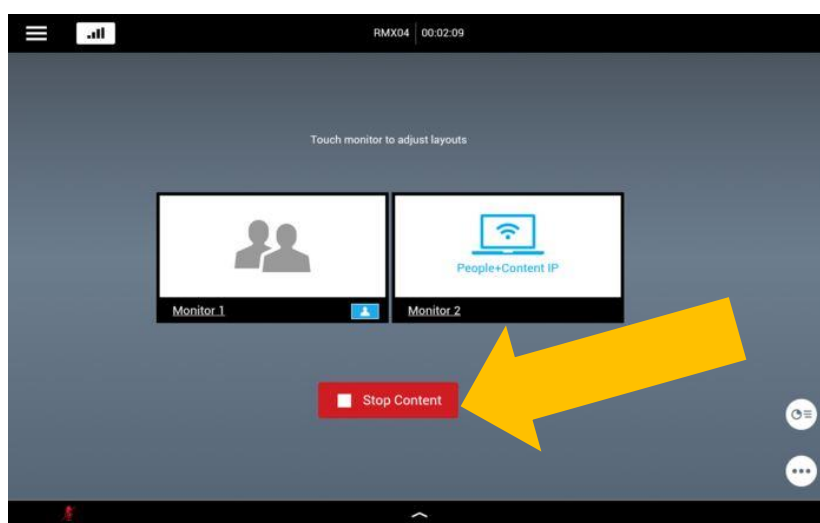 RMX04 00:02:09
Touch monitor to adjust layouts
People+Content IP
Monitor 1
Monitor 2
Stop Content